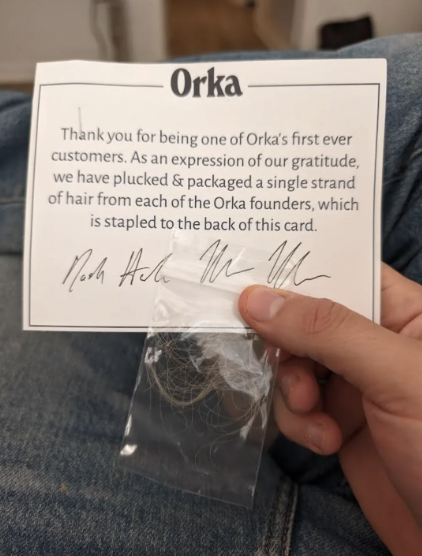 Orka
Thank you for being one of Orka's first ever
customers. As an expression of our gratitude,
we have plucked & packaged a single strand
of hair from each of the Orka founders, which
is stapled to the back of this card.